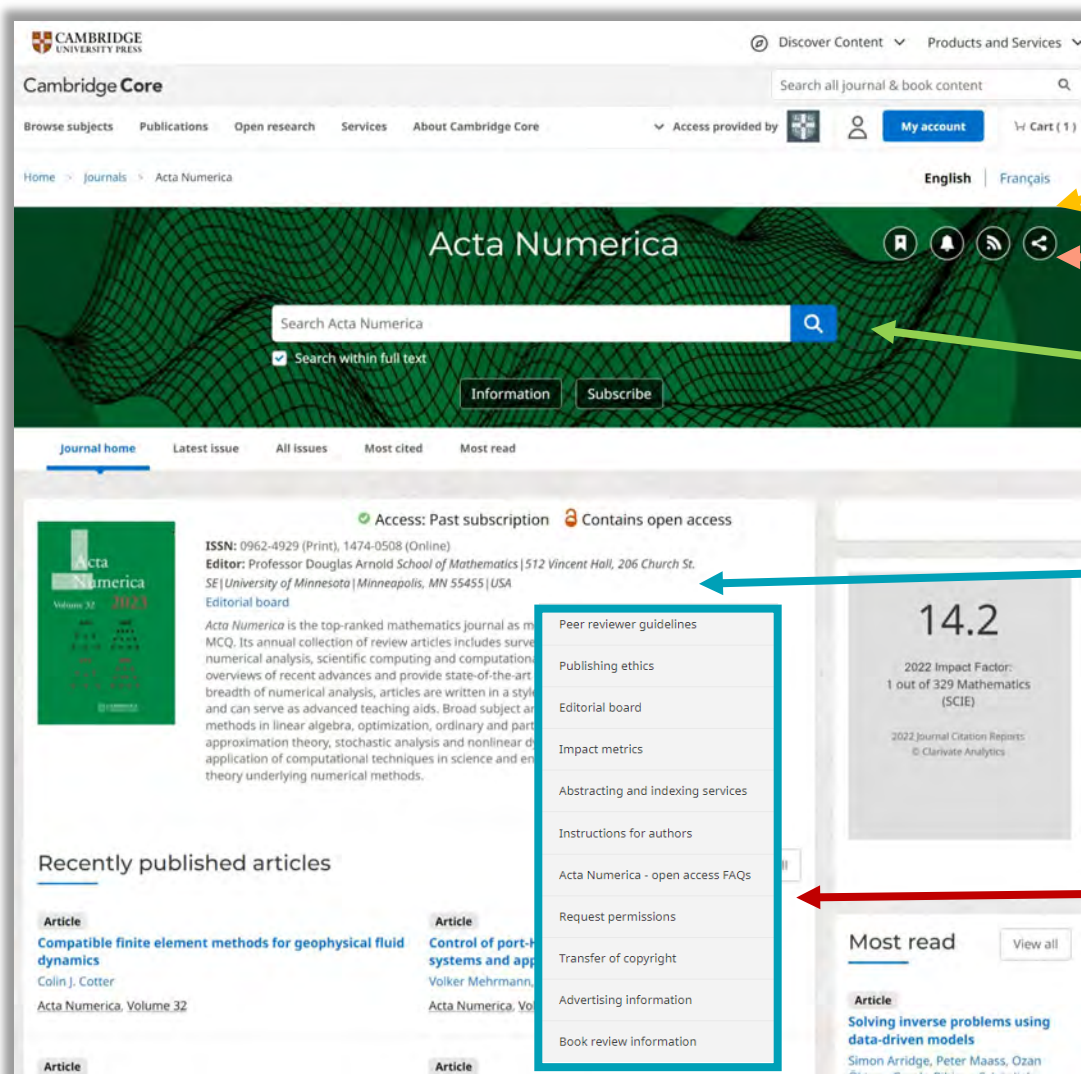 CAMBRIDGE
UNIVERSITY PRESS
Discover Content
Products and Services
Cambridge Core
Search all journal & book content
Browse subjects
Publications
Open research
Services
About Cambridge Core
Access provided by
My account
Cart ( 1 )
Home > Journals > Acta Numerica
English | Français
Acta Numerica
Search Acta Numerica
Search within full text
Information
Subscribe
Journal home
Latest issue
All issues
Most cited
Most read
Acta
Numerica
Volume 32 2023
Access: Past subscription
Contains open access
ISSN: 0962-4929 (Print), 1474-0508 (Online)
Editor: Professor Douglas Arnold School of Mathematics|512 Vincent Hall, 206 Church St.
SE|University of Minnesota|Minneapolis, MN 55455|USA
Editorial board
Acta Numerica is the top-ranked mathematics journal as m
MCQ. Its annual collection of review articles includes surve
numerical analysis, scientific computing and computationa
overviews of recent advances and provide state-of-the-art
breadth of numerical analysis, articles are written in a style
and can serve as advanced teaching aids. Broad subject ar
methods in linear algebra, optimization, ordinary and part
approximation theory, stochastic analysis and nonlinear d
application of computational techniques in science and en
theory underlying numerical methods.
Peer reviewer guidelines
Publishing ethics
Editorial board
Impact metrics
Abstracting and indexing services
Instructions for authors
Acta Numerica - open access FAQs
Request permissions
Transfer of copyright
Advertising information
Book review information
14.2
2022 Impact Factor:
1 out of 329 Mathematics
(SCIE)
2022 Journal Citation Reports
© Clarivate Analytics
Recently published articles
Article
Compatible finite element methods for geophysical fluid
dynamics
Colin J. Cotter
Acta Numerica, Volume 32
Article
Control of port-H
systems and app
Volker Mehrmann,
Acta Numerica, Vo
Article
Article
Most read
View all
Article
Solving inverse problems using
data-driven models
Simon Arridge, Peter Maass, Ozan